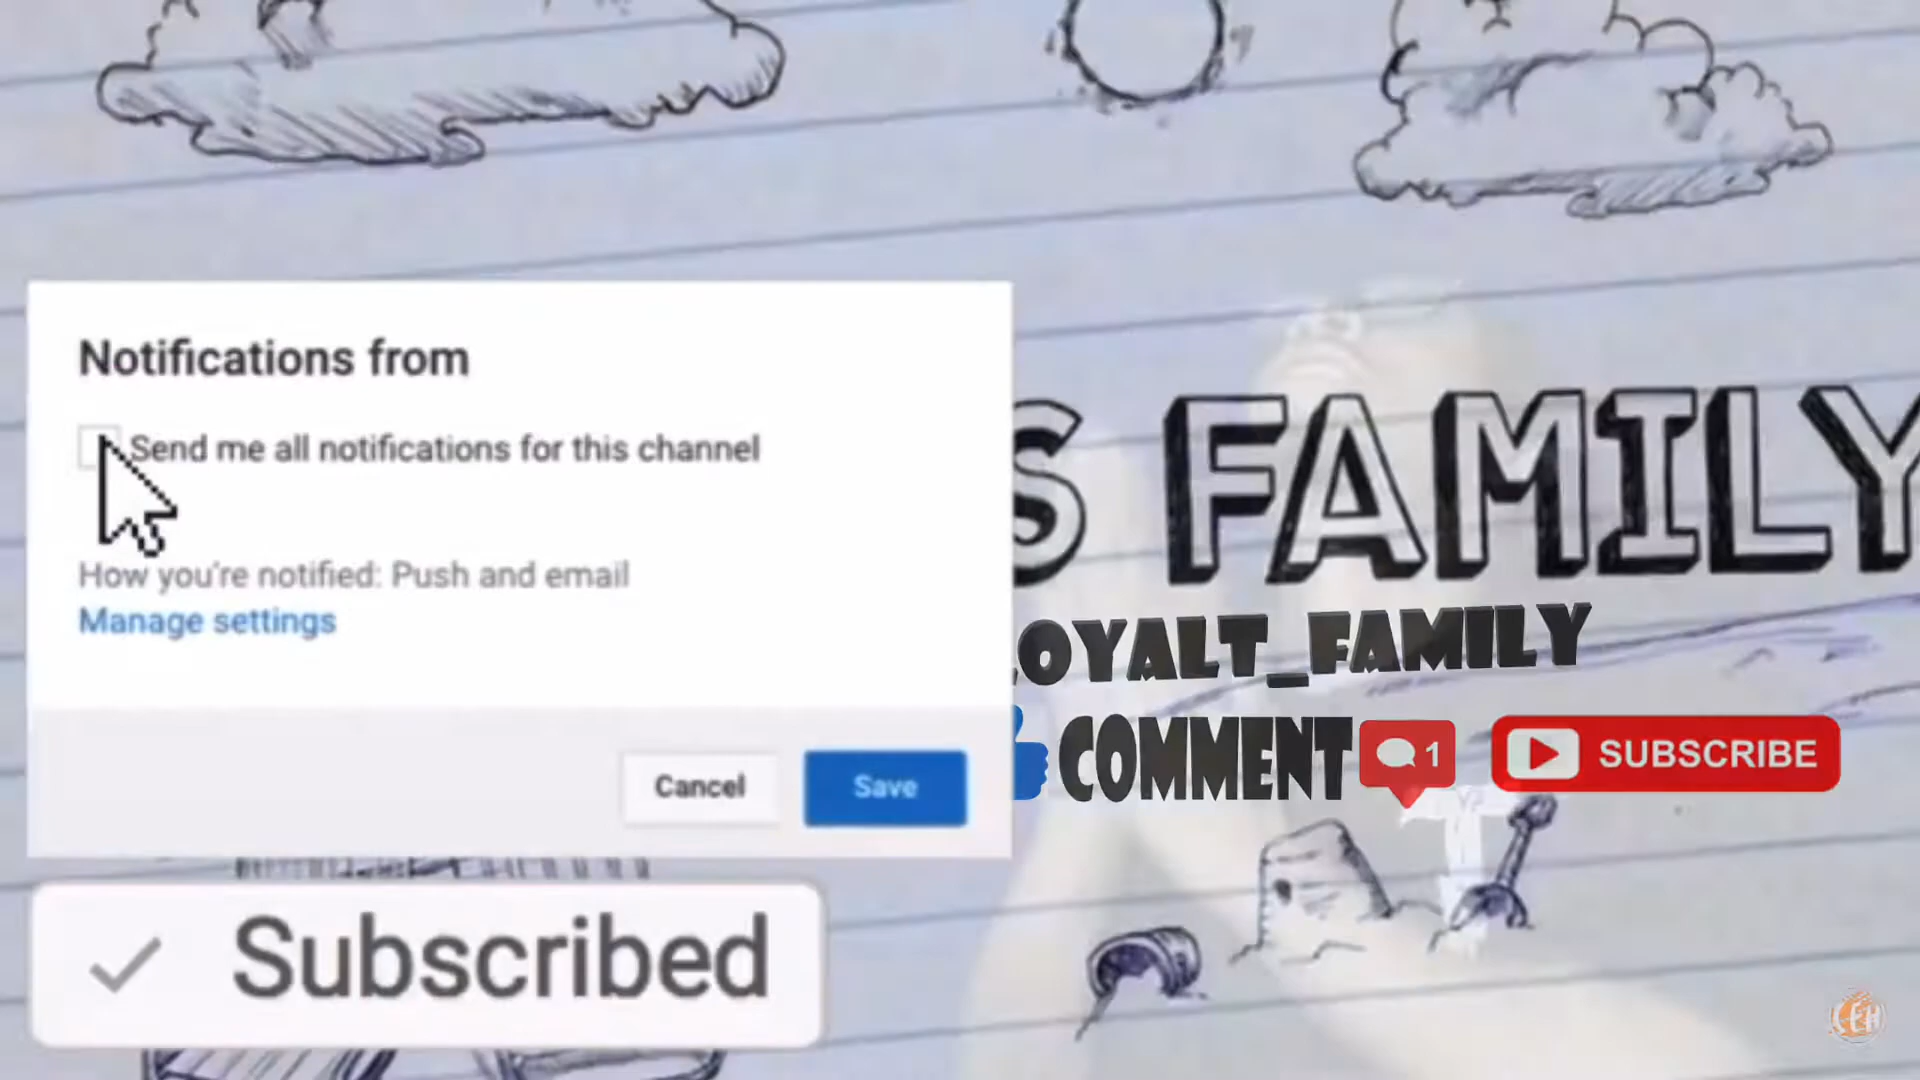 Notifications from
Send me all notifications for this channel
How you're notified: Push and email
Manage settings
Cancel
Save
S FAMILY
OYALT_FAMILY
COMMENT
1
SUBSCRIBE
Subscribed
SEH